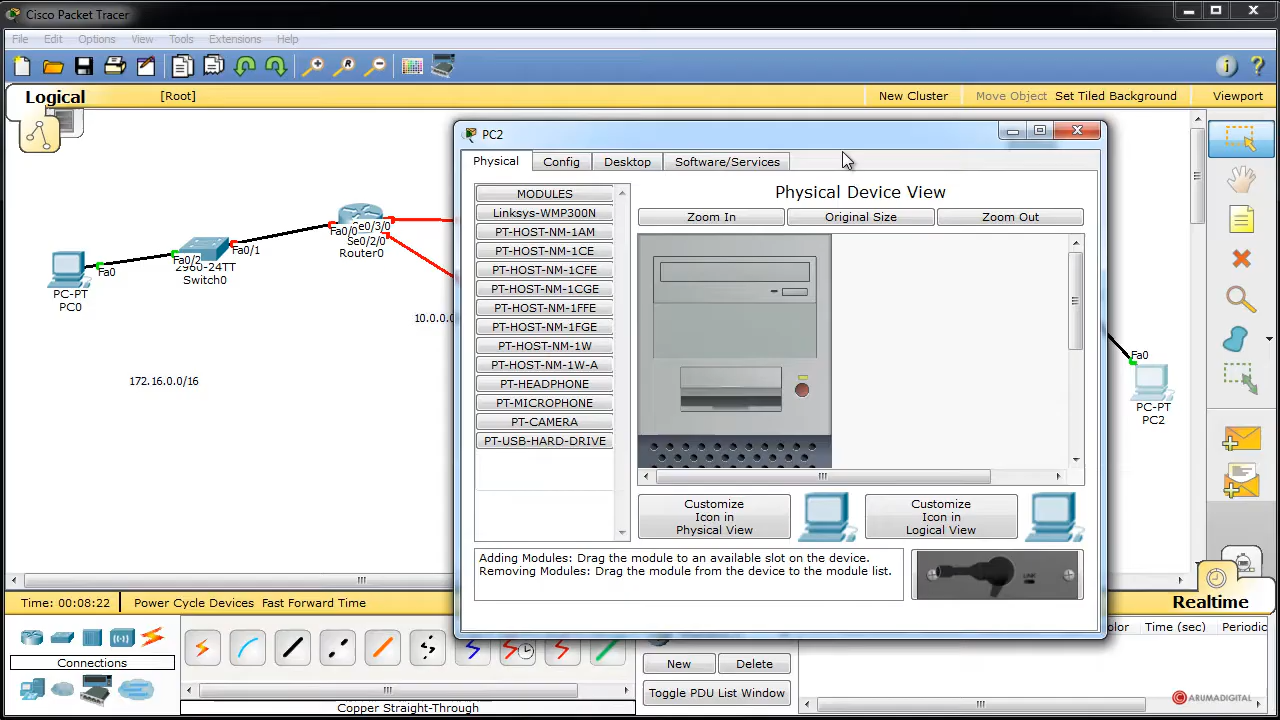 Cisco Packet Tracer
File Edit Options View Tools Extensions Help
Logical
[Root]
New Cluster
Move Object
Set Tiled Background
Viewport
PC2
Physical
Config
Desktop
Software/Services
MODULES
Linksys-WMP300N
PT-HOST-NM-1AM
PT-HOST-NM-1CE
PT-HOST-NM-1CFE
PT-HOST-NM-1CGE
PT-HOST-NM-1FFE
PT-HOST-NM-1FGE
PT-HOST-NM-1W
PT-HOST-NM-1W-A
PT-HEADPHONE
PT-MICROPHONE
PT-CAMERA
PT-USB-HARD-DRIVE
Physical Device View
Zoom In
Original Size
Zoom Out
Customize
Icon in
Physical View
Customize
Icon in
Logical View
Adding Modules: Drag the module to an available slot on the device.
Removing Modules: Drag the module from the device to the module list.
Fa0
PC-PT
PC0
Fa0/2
Fa0/1
2960-24TT
Switch0
Fa0/0
Se0/2/0
Router0
10.0.0.0
172.16.0.0/16
Fa0
PC-PT
PC2
Time: 00:08:22
Power Cycle Devices
Fast Forward Time
Realtime
Connections
Copper Straight-Through
New
Delete
Toggle PDU List Window
olor
Time (sec)
Periodic
ARUMADIGITAL